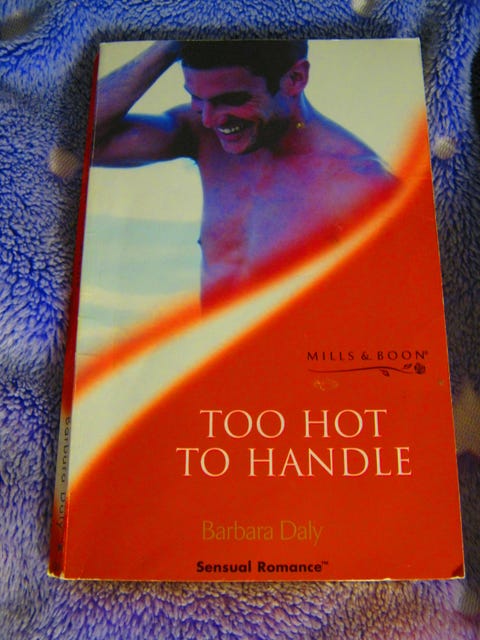 MILLS & BOON®
TOO HOT
TO HANDLE
Barbara Daly
Sensual Romance™
Barbara Daly